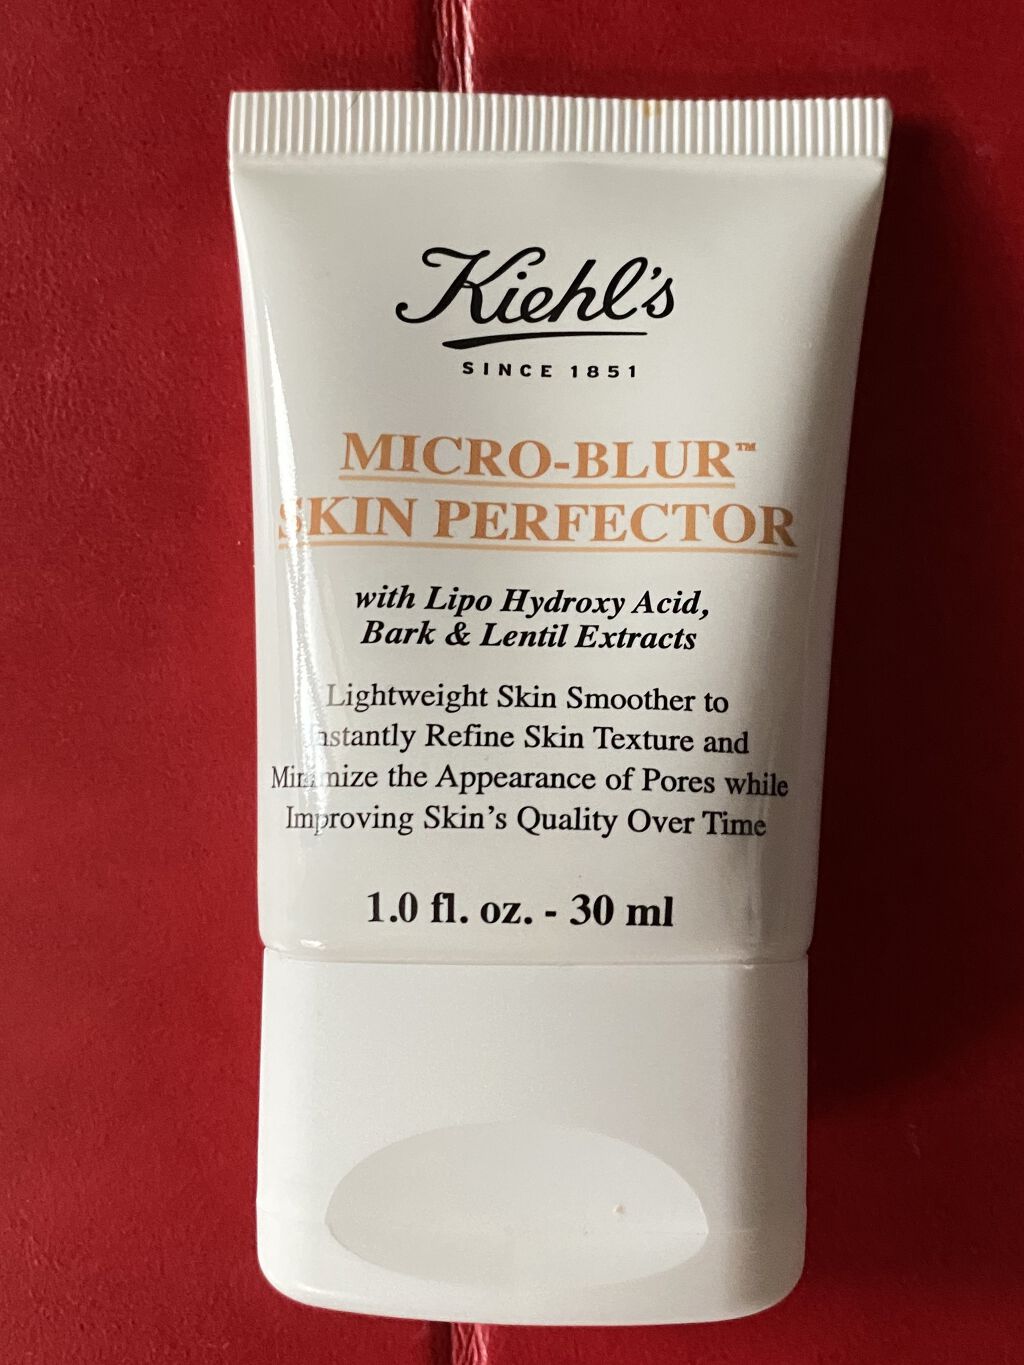 Kiehl's
SINCE 1851
MICRO-BLUR™
SKIN PERFECTOR
with Lipo Hydroxy Acid,
Bark & Lentil Extracts
Lightweight Skin Smoother to
Instantly Refine Skin Texture and
Minimize the Appearance of Pores while
Improving Skin's Quality Over Time
1.0 fl. oz. - 30 ml